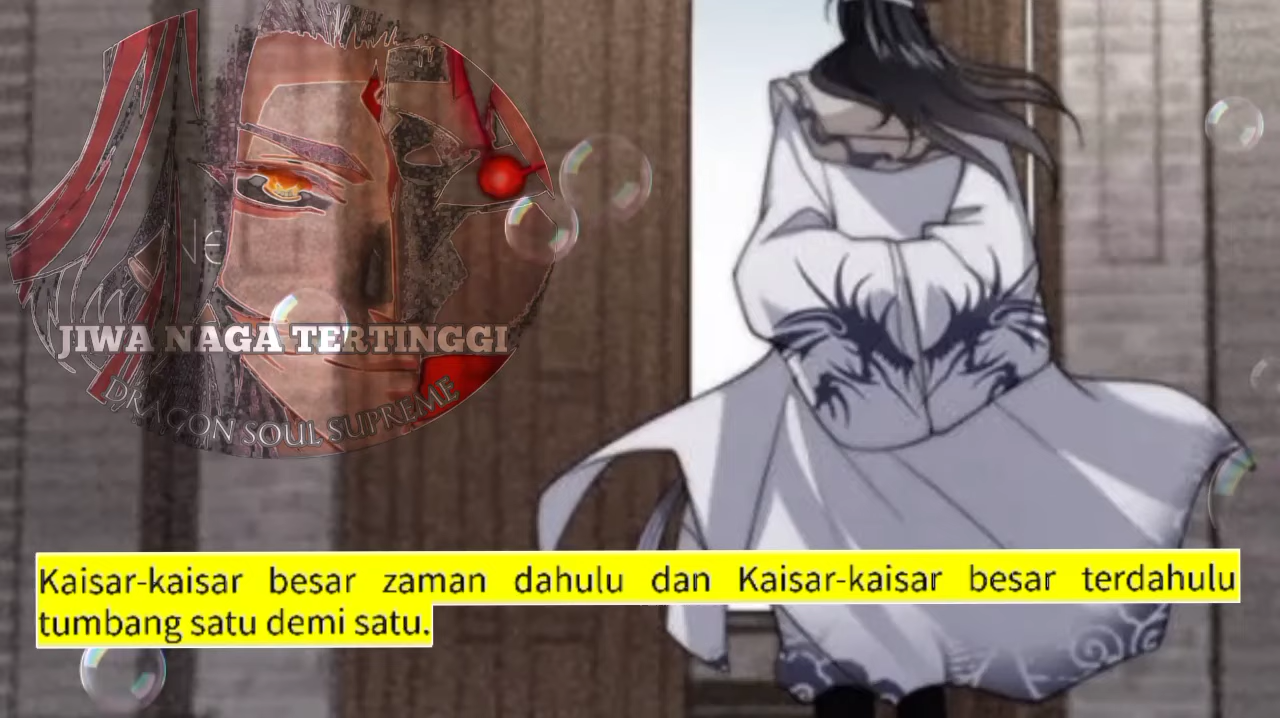 JIWA NAGA TERTINGGI
DRAGON SOUL SUPREME
Kaisar-kaisar besar zaman dahulu dan Kaisar-kaisar besar terdahulu
tumbang satu demi satu.